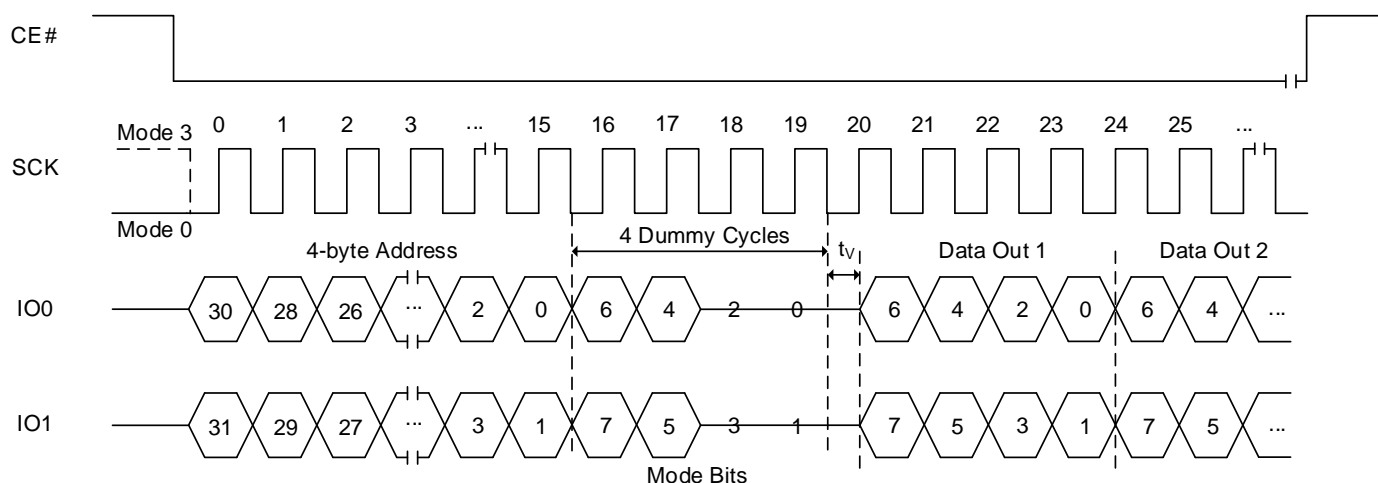 CE#
0 1 2 3 ... 15 16 17 18 19 20 21 22 23 24 25 ...
Mode 3
SCK
Mode 0
4-byte Address 4 Dummy Cycles tV Data Out 1 Data Out 2
IO0 30 28 26 ... 2 0 6 4 2 0 6 4 2 0 6 4 ...
IO1 31 29 27 ... 3 1 7 5 3 1 7 5 3 1 7 5 ...
Mode Bits